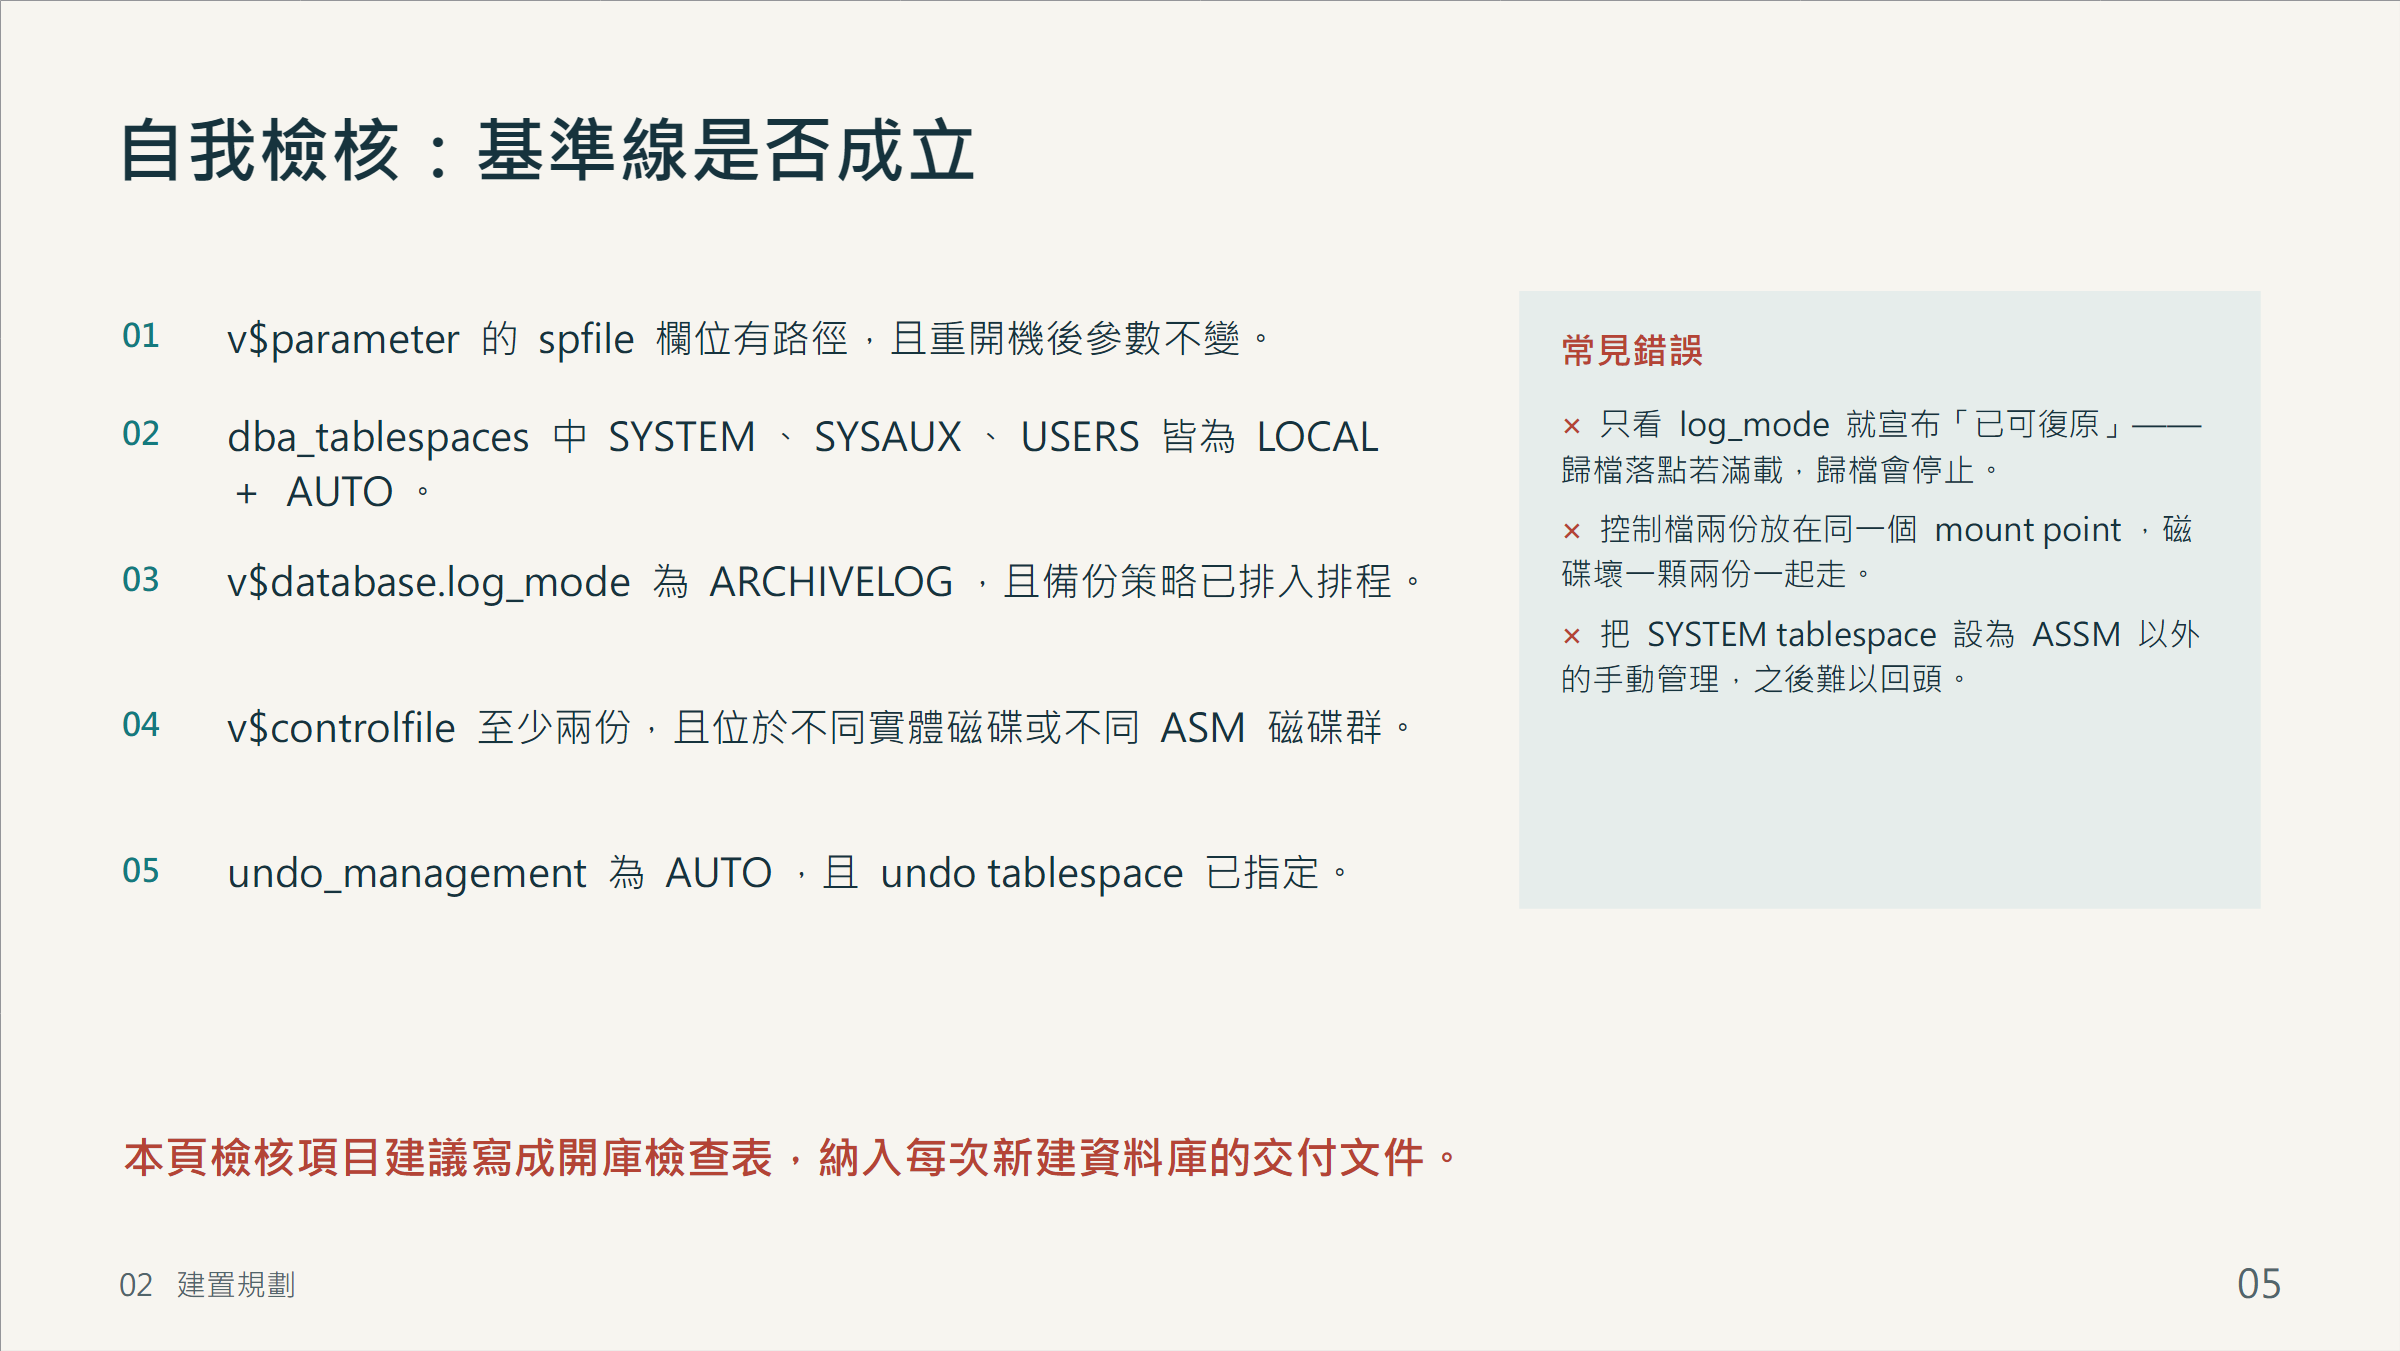 自我檢核：基準線是否成立
01 v$parameter 的 spfile 欄位有路徑，且重開機後參數不變。
02 dba_tablespaces 中 SYSTEM、SYSAUX、USERS 皆為 LOCAL
+ AUTO。
03 v$database.log_mode 為 ARCHIVELOG，且備份策略已排入排程。
04 v$controlfile 至少兩份，且位於不同實體磁碟或不同 ASM 磁碟群。
05 undo_management 為 AUTO，且 undo tablespace 已指定。
常見錯誤
× 只看 log_mode 就宣布「已可復原」——
歸檔落點若滿載，歸檔會停止。
× 控制檔兩份放在同一個 mount point，磁
碟壞一顆兩份一起走。
× 把 SYSTEM tablespace 設為 ASSM 以外
的手動管理，之後難以回頭。
本頁檢核項目建議寫成開庫檢查表，納入每次新建資料庫的交付文件。
02 建置規劃
05